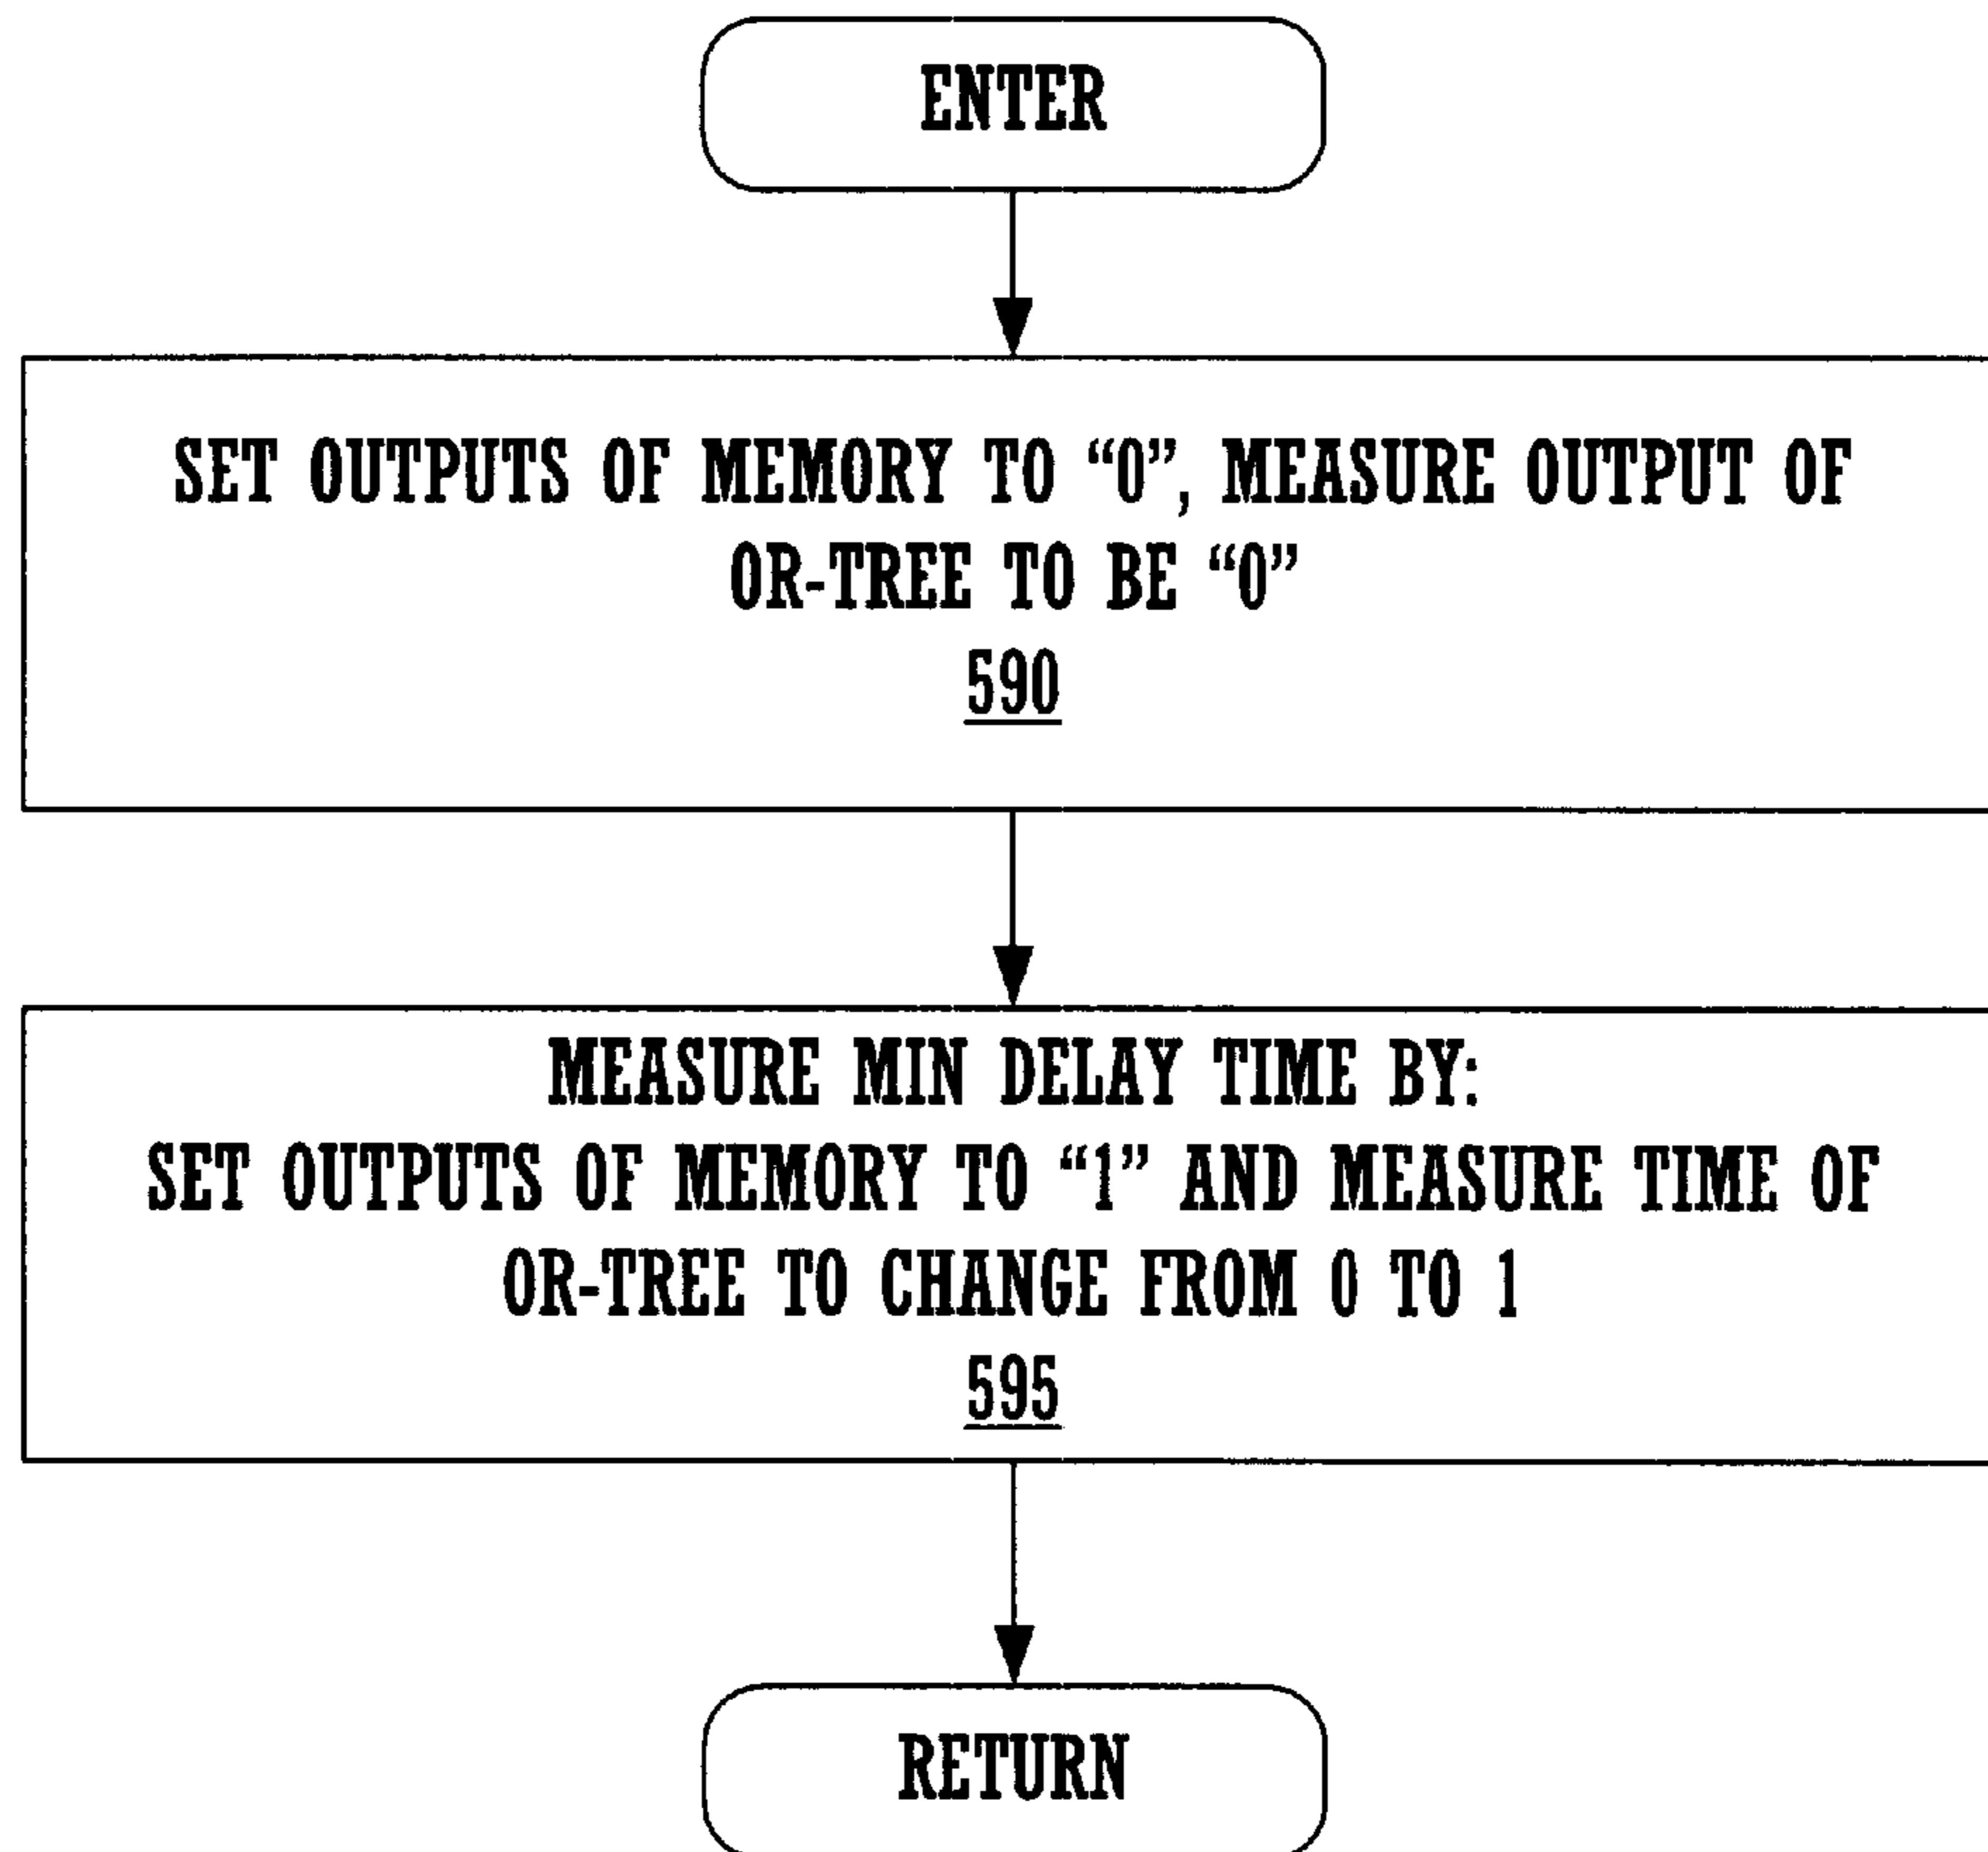 ENTER
SET OUTPUTS OF MEMORY TO “0”, MEASURE OUTPUT OF
OR-TREE TO BE “0”
590
MEASURE MIN DELAY TIME BY:
SET OUTPUTS OF MEMORY TO “1” AND MEASURE TIME OF
OR-TREE TO CHANGE FROM 0 TO 1
595
RETURN